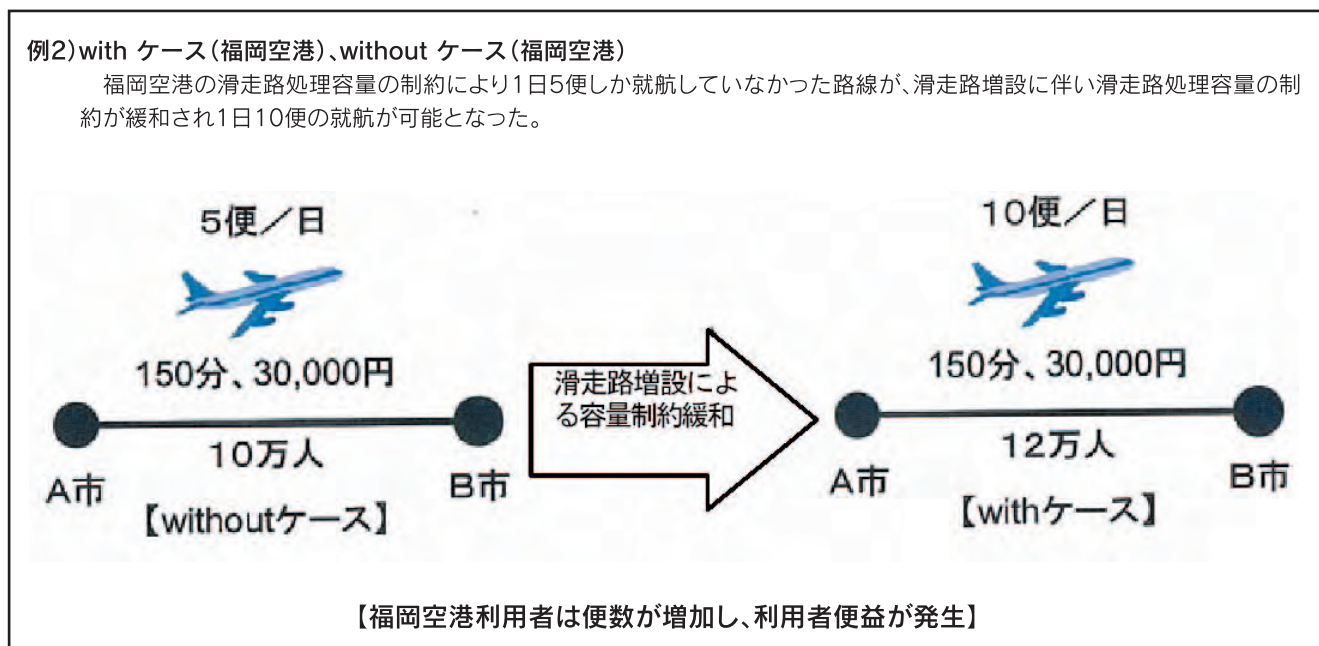 例2)with ケース(福岡空港)、without ケース(福岡空港)
福岡空港の滑走路処理容量の制約により1日5便しか就航していなかった路線が、滑走路増設に伴い滑走路処理容量の制
約が緩和され1日10便の就航が可能となった。
5便／日
150分、30,000円
10万人
A市
B市
【withoutケース】
滑走路増設によ
る容量制約緩和
10便／日
150分、30,000円
12万人
A市
B市
【withケース】
【福岡空港利用者は便数が増加し、利用者便益が発生】